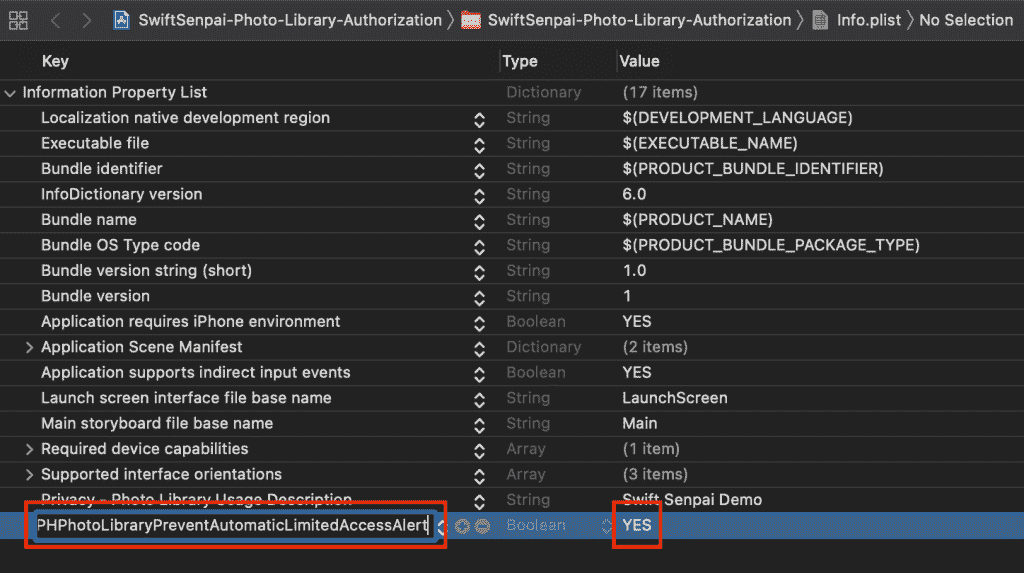 SwiftSenpai-Photo-Library-Authorization SwiftSenpai-Photo-Library-Authorization Info.plist No Selection
Key Type Value
Information Property List Dictionary (17 items)
Localization native development region String $(DEVELOPMENT_LANGUAGE)
Executable file String $(EXECUTABLE_NAME)
Bundle identifier String $(PRODUCT_BUNDLE_IDENTIFIER)
InfoDictionary version String 6.0
Bundle name String $(PRODUCT_NAME)
Bundle OS Type code String $(PRODUCT_BUNDLE_PACKAGE_TYPE)
Bundle version string (short) String 1.0
Bundle version String 1
Application requires iPhone environment Boolean YES
Application Scene Manifest Dictionary (2 items)
Application supports indirect input events Boolean YES
Launch screen interface file base name String LaunchScreen
Main storyboard file base name String Main
Required device capabilities Array (1 item)
Supported interface orientations Array (3 items)
Privacy - Photo Library Usage Description String Swift Senpai Demo
PHPhotoLibraryPreventAutomaticLimitedAccessAlert Boolean YES